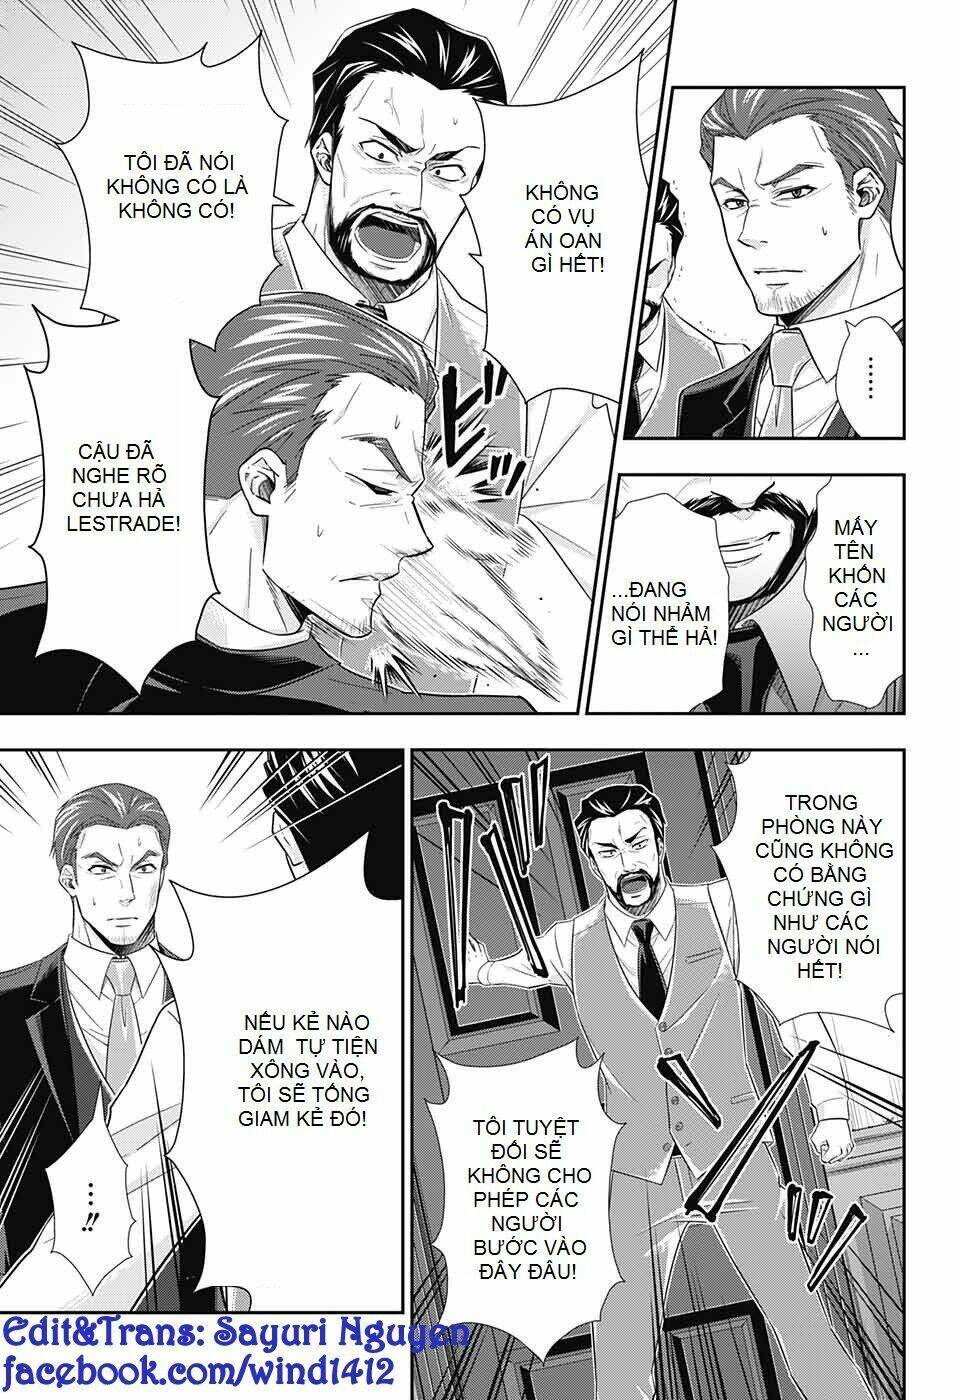 ……
MẤY
TÊN
KHỐN
CÁC
NGƯỜI
...
...ĐANG
NÓI NHẢM
GÌ THẾ HẢ!
KHÔNG
CÓ VỤ
ÁN OAN
GÌ HẾT!
TÔI ĐÃ NÓI
KHÔNG CÓ LÀ
KHÔNG CÓ!
CẬU ĐÃ
NGHE RÕ
CHƯA HẢ
LESTRADE!
TRONG
PHÒNG NÀY
CŨNG KHÔNG
CÓ BẰNG
CHỨNG GÌ
NHƯ CÁC
NGƯỜI NÓI
HẾT!
TÔI TUYỆT
ĐỐI SẼ
KHÔNG CHO
PHÉP CÁC
NGƯỜI
BƯỚC VÀO
ĐÂY ĐÂU!
NẾU KẺ NÀO
DÁM TỰ TIỆN
XÔNG VÀO,
TÔI SẼ TỐNG
GIAM KẺ ĐÓ!
……!!
Edit&Trans: Sayuri Nguyen
facebook.com/wind1412